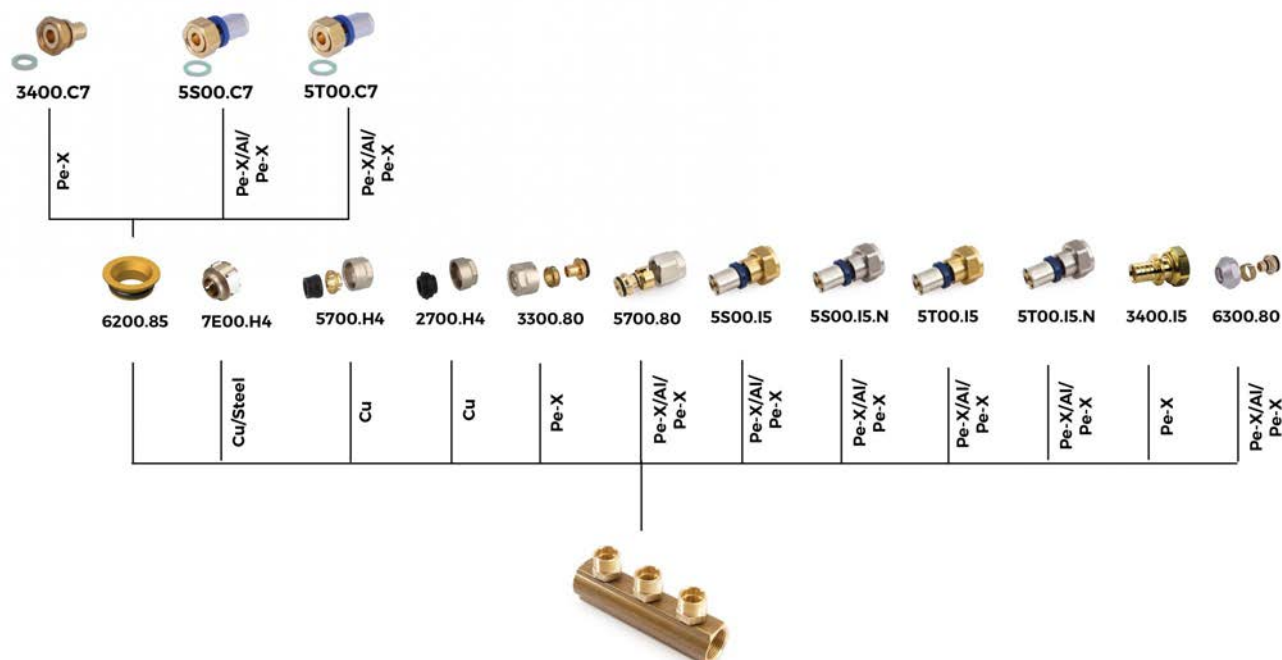 3400.C7
5S00.C7
5T00.C7
Pe-X
Pe-X/Al/
Pe-X
Pe-X/Al/
Pe-X
6200.85
7E00.H4
5700.H4
2700.H4
3300.80
5700.80
5S00.I5
5S00.I5.N
5T00.I5
5T00.I5.N
3400.I5
6300.80
Cu/Steel
Cu
Cu
Pe-X
Pe-X/Al/
Pe-X
Pe-X/Al/
Pe-X
Pe-X/Al/
Pe-X
Pe-X/Al/
Pe-X
Pe-X/Al/
Pe-X
Pe-X
Pe-X/Al/
Pe-X